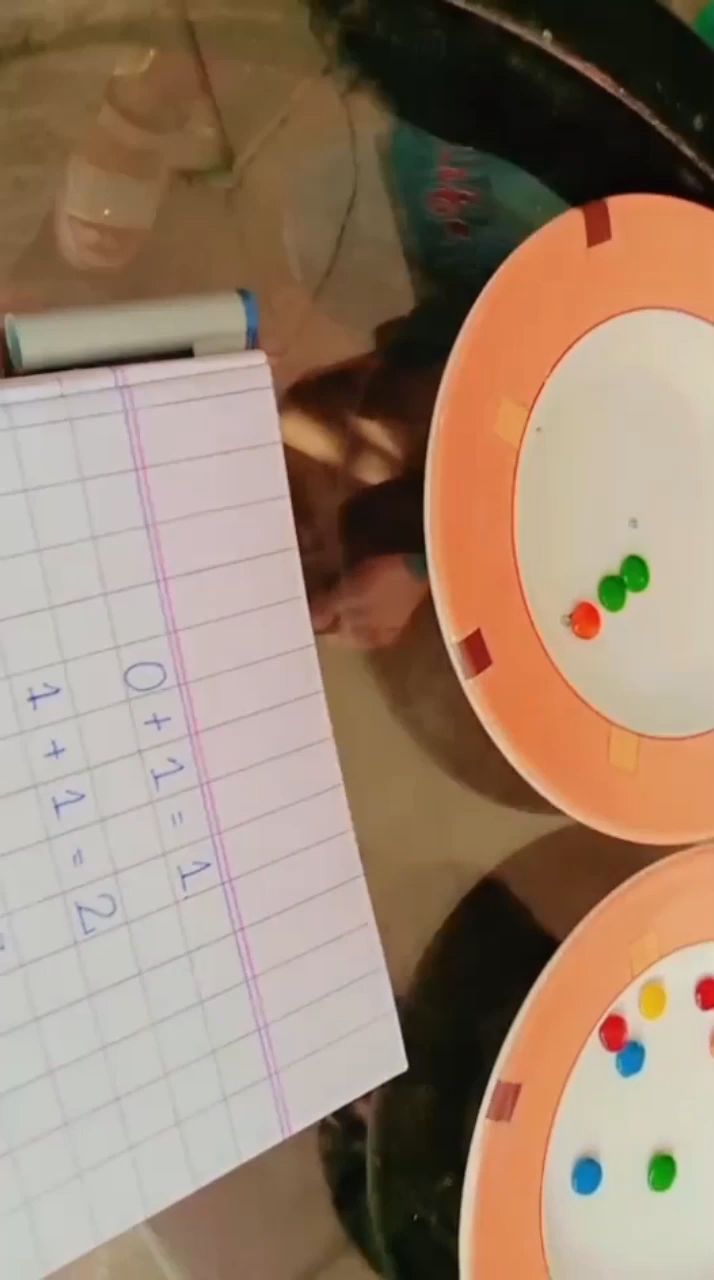 0 + 1 = 1
1 + 1 = 2